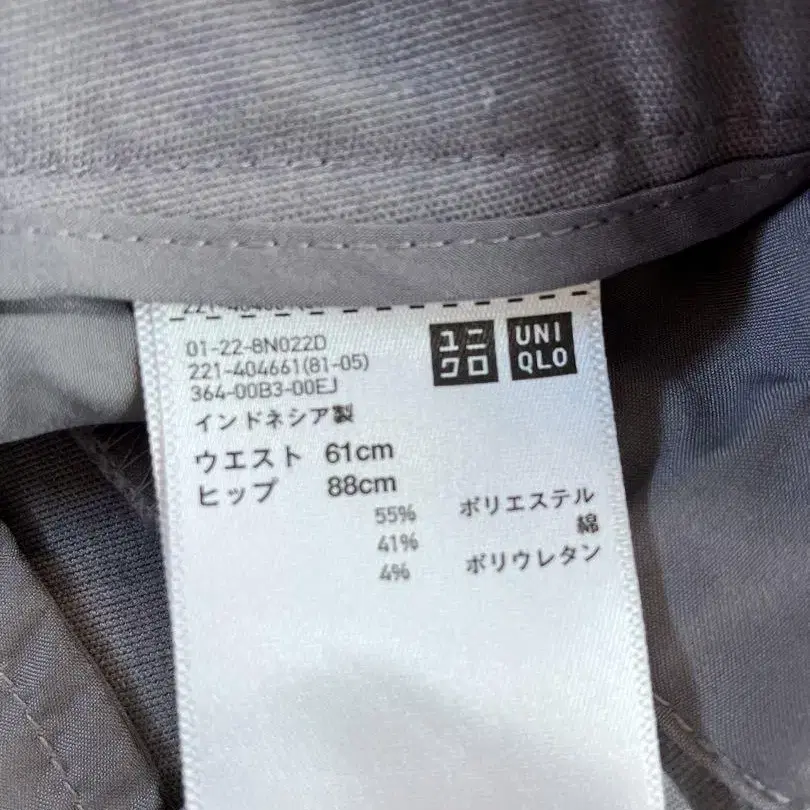 01-22-8N022D
221-404661(81-05)
364-00B3-00EJ
インドネシア製
ユニクロ
UNIQLO
ウエスト 61cm
ヒップ 88cm
55% ポリエステル
41% 綿
4% ポリウレタン